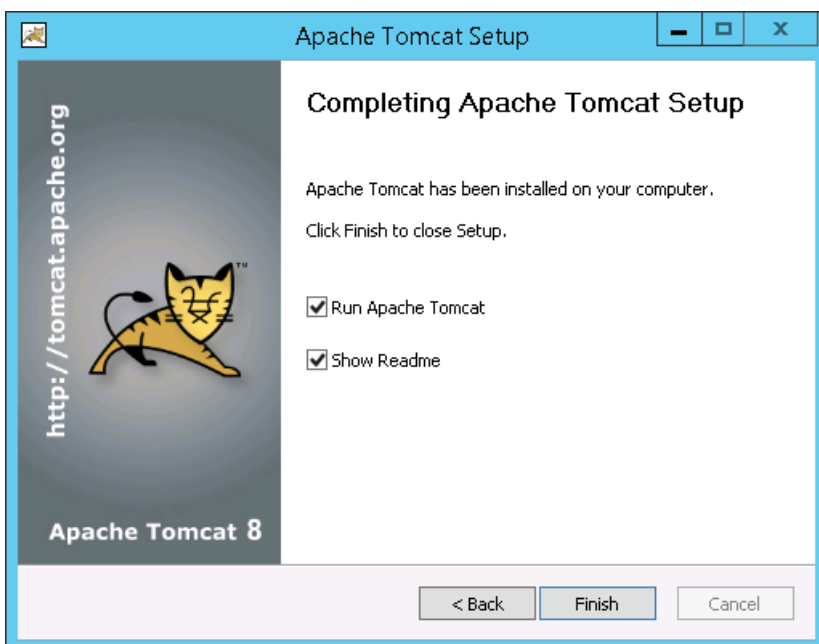 Apache Tomcat Setup
http://tomcat.apache.org
TM
Apache Tomcat 8
Completing Apache Tomcat Setup
Apache Tomcat has been installed on your computer.
Click Finish to close Setup.
Run Apache Tomcat
Show Readme
< Back
Finish
Cancel